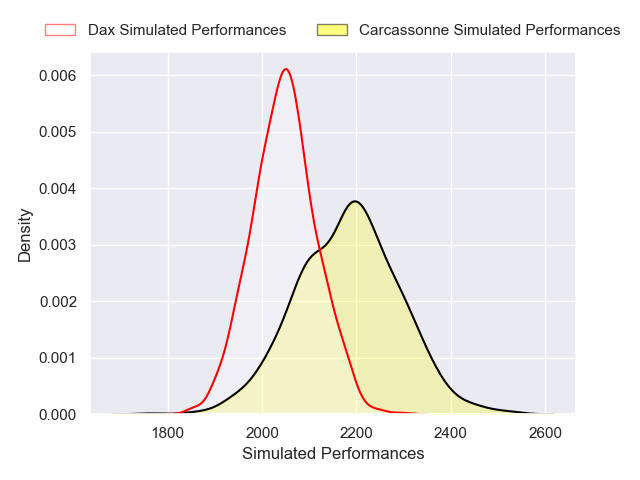 Dax Simulated Performances Carcassonne Simulated Performances
0.006
0.005
0.004
0.003
0.002
0.001
0.000
Density
1800 2000 2200 2400 2600
Simulated Performances